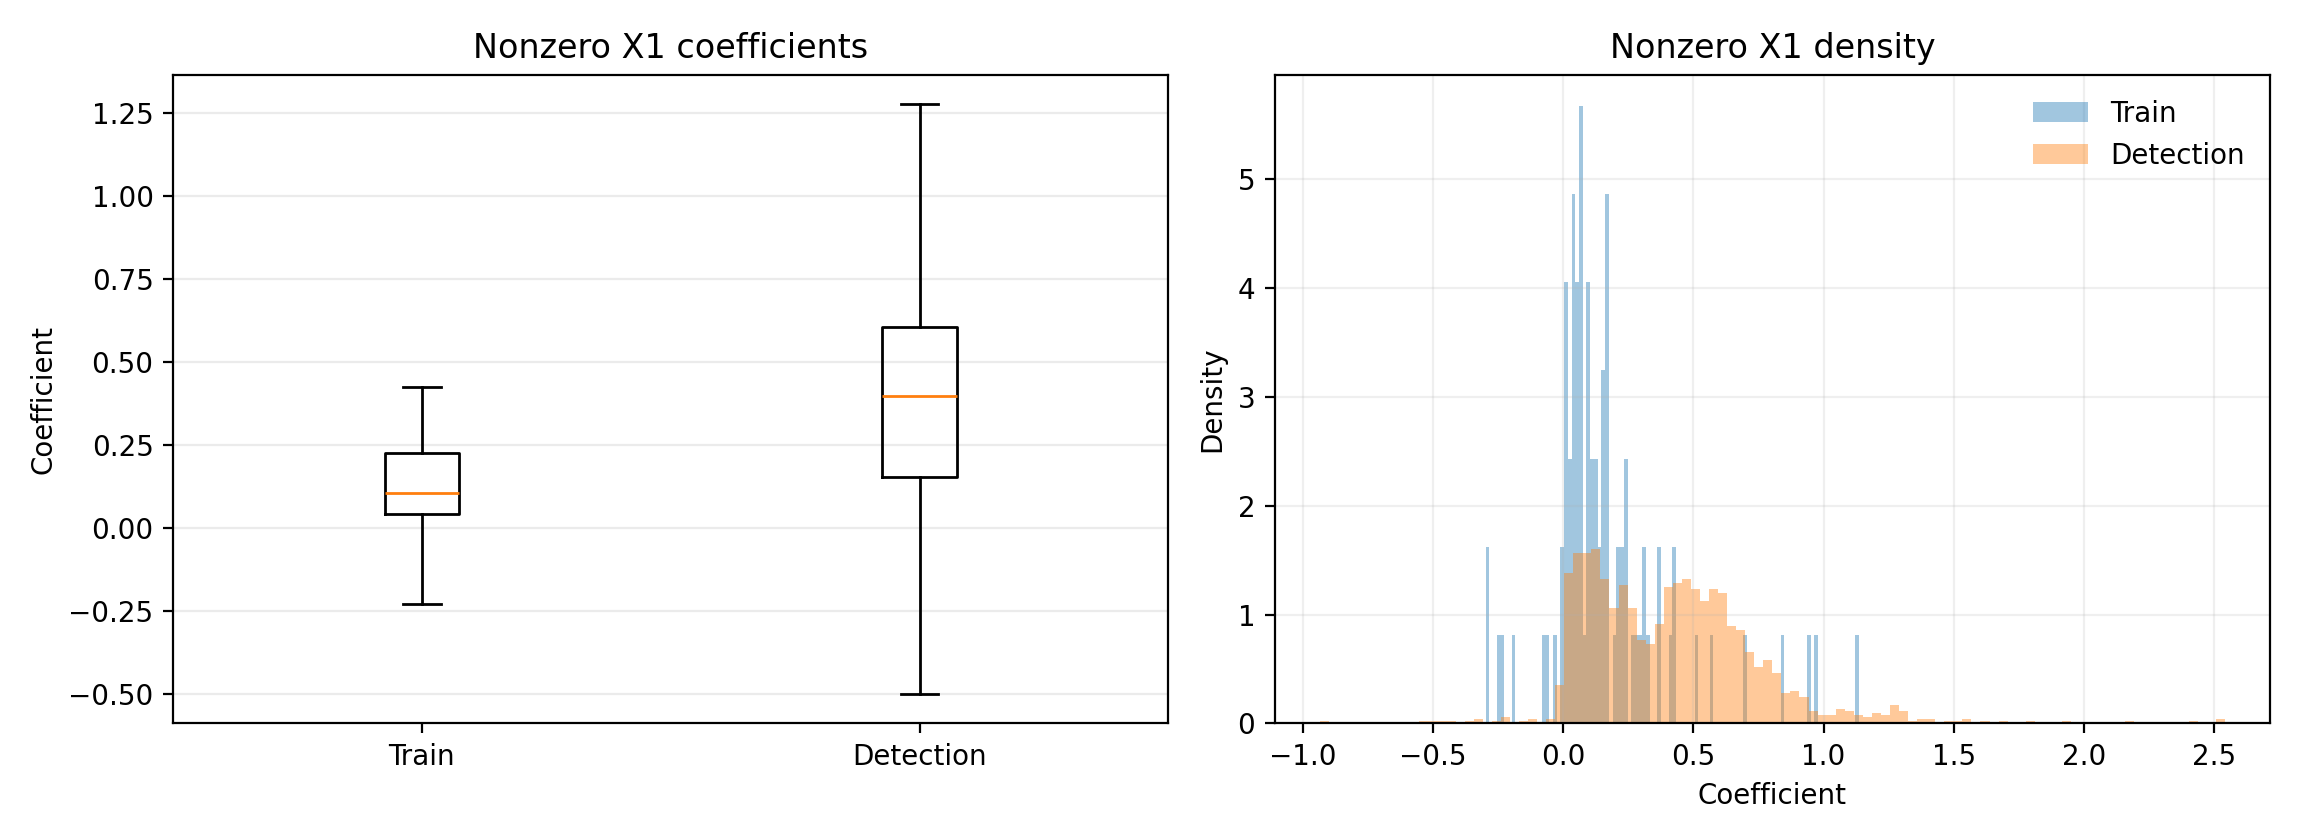 Nonzero X1 coefficients
Coefficient
1.25
1.00
0.75
0.50
0.25
0.00
−0.25
−0.50
Train
Detection
Nonzero X1 density
Train
Detection
Density
5
4
3
2
1
0
−1.0
−0.5
0.0
0.5
1.0
1.5
2.0
2.5
Coefficient